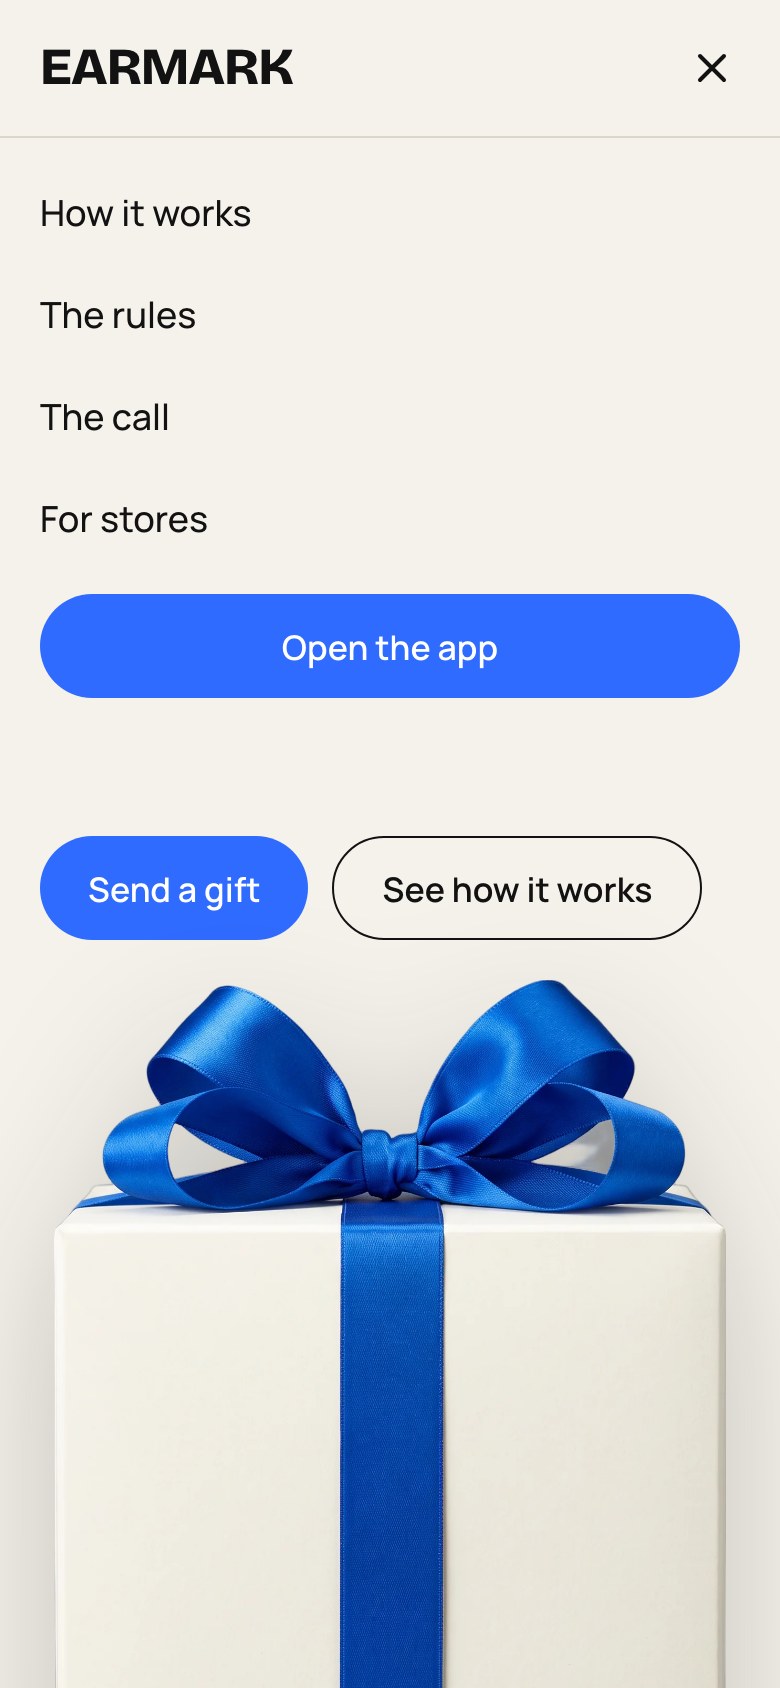 EARMARK
How it works
The rules
The call
For stores
Open the app
Send a gift
See how it works